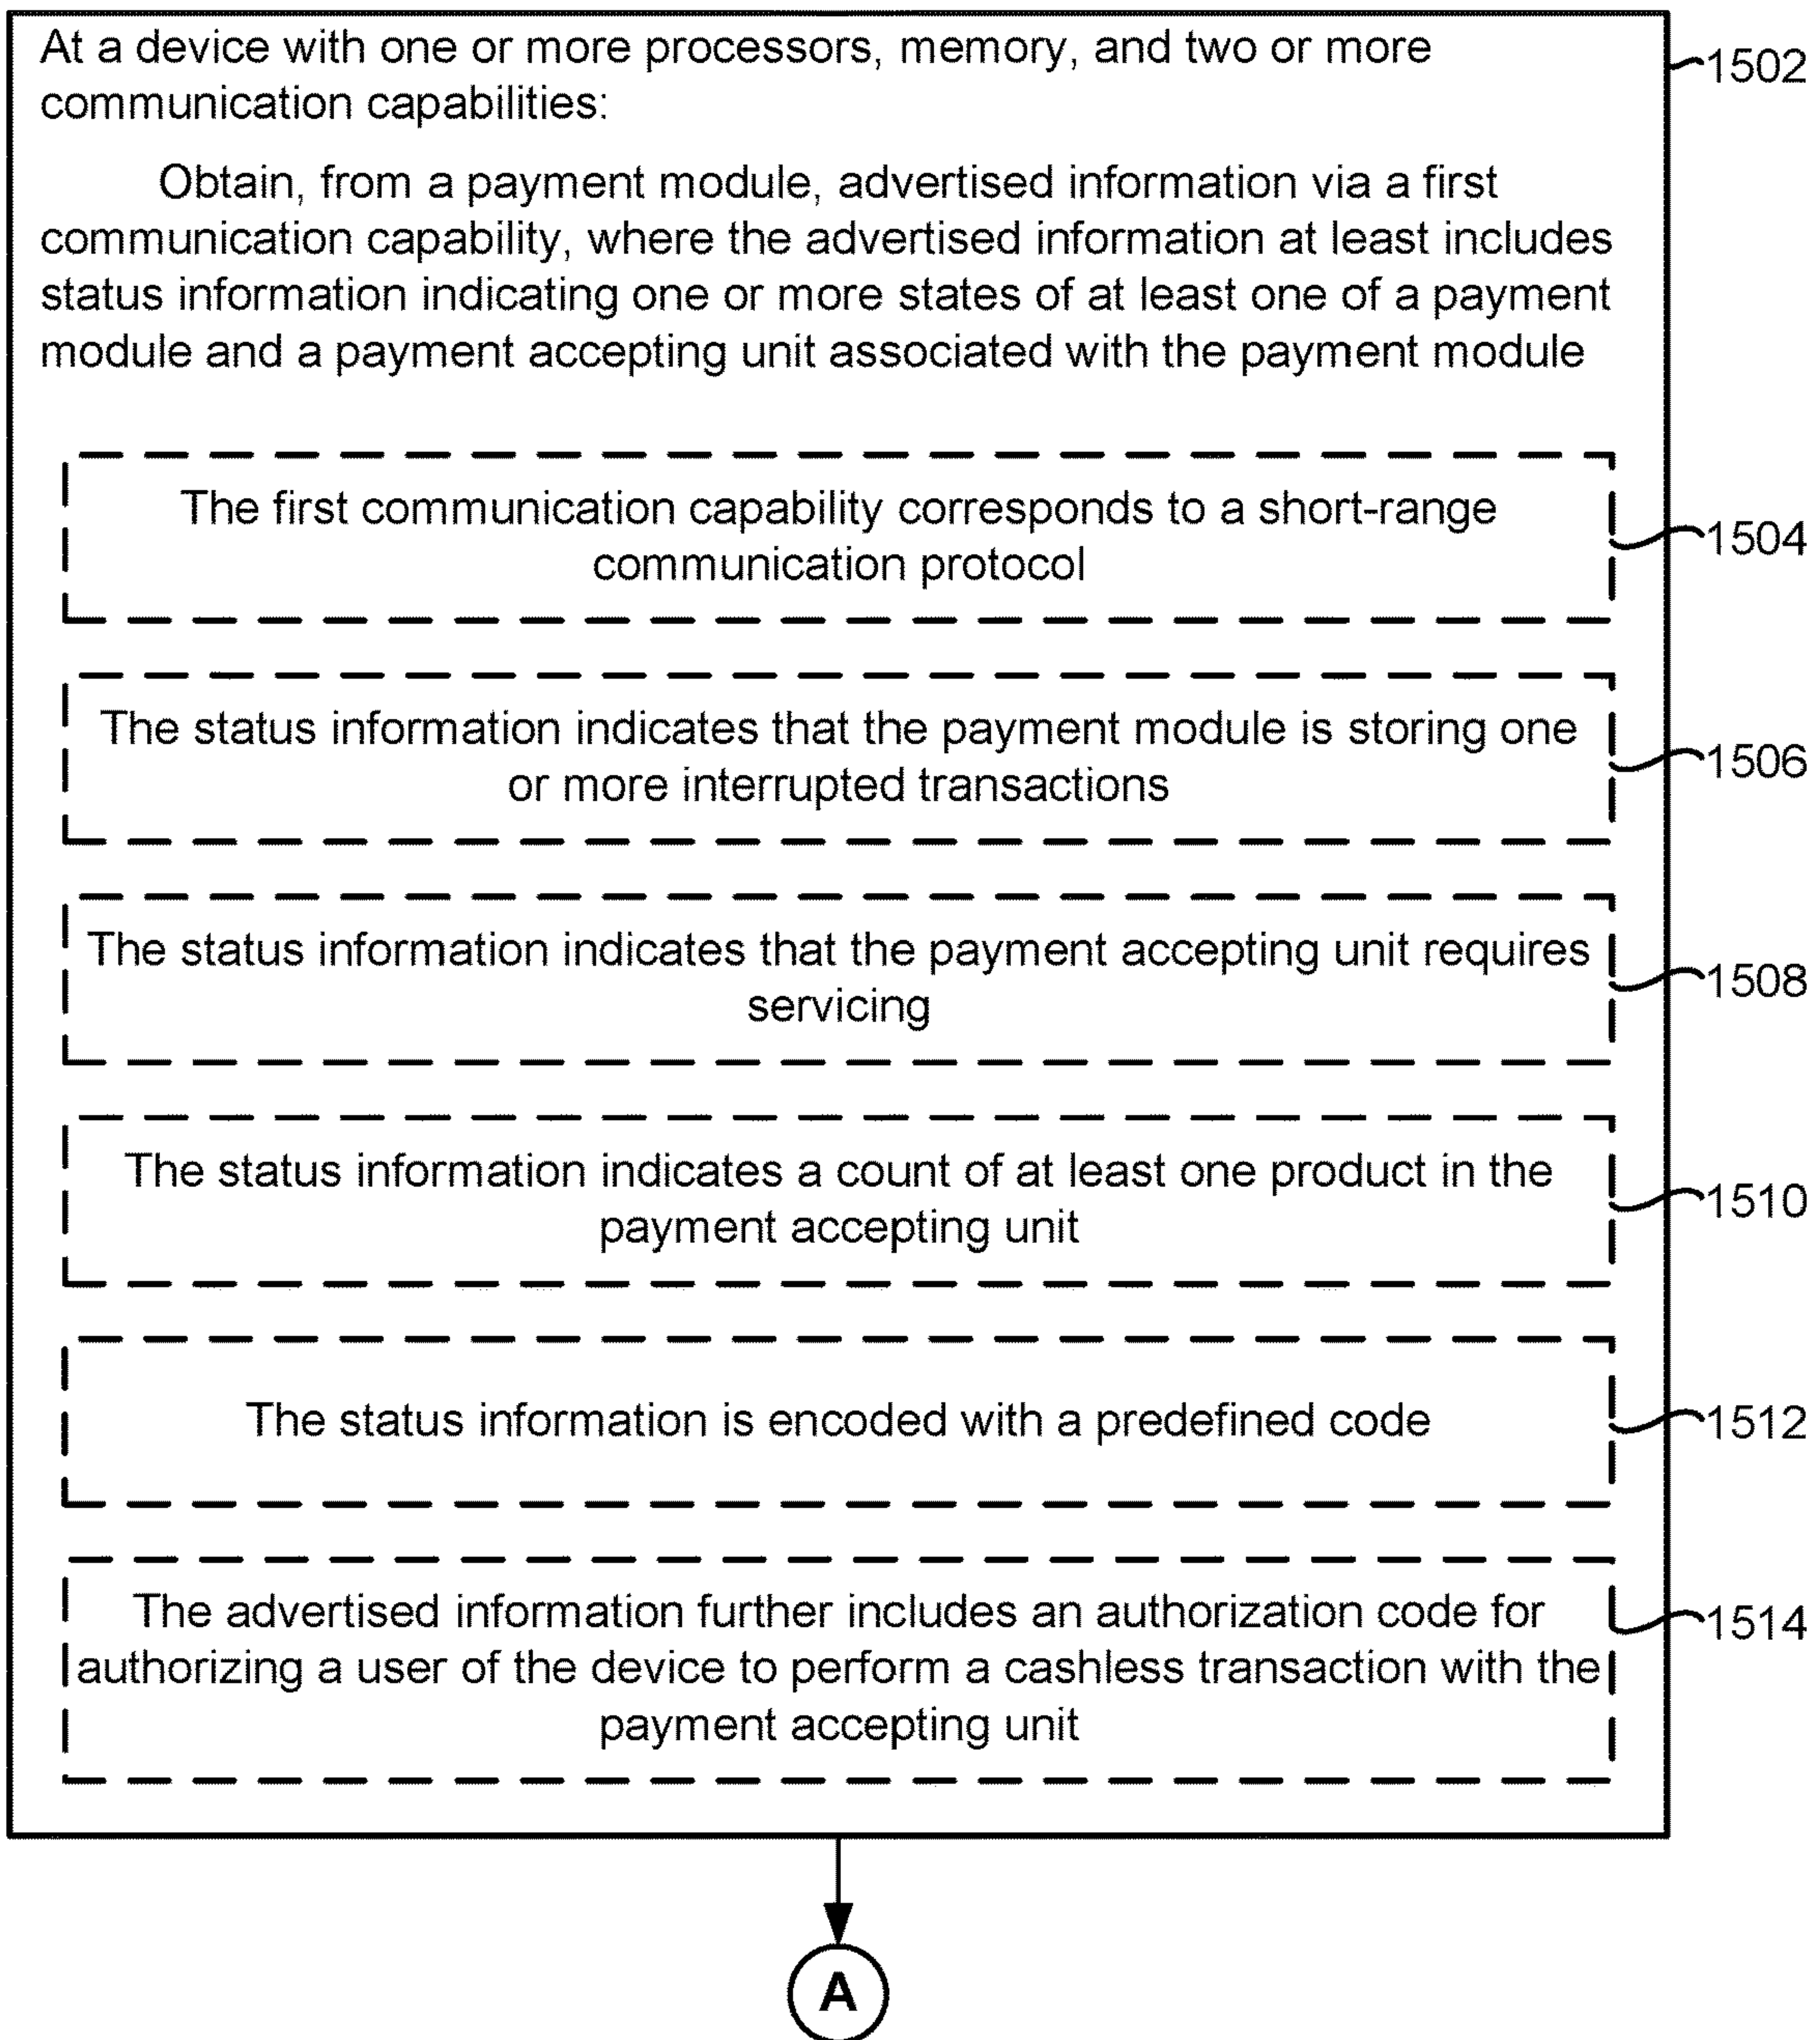 At a device with one or more processors, memory, and two or more
communication capabilities:
1502
Obtain, from a payment module, advertised information via a first
communication capability, where the advertised information at least includes
status information indicating one or more states of at least one of a payment
module and a payment accepting unit associated with the payment module
The first communication capability corresponds to a short-range
communication protocol
1504
The status information indicates that the payment module is storing one
or more interrupted transactions
1506
The status information indicates that the payment accepting unit requires
servicing
1508
The status information indicates a count of at least one product in the
payment accepting unit
1510
The status information is encoded with a predefined code
1512
The advertised information further includes an authorization code for
authorizing a user of the device to perform a cashless transaction with the
payment accepting unit
1514
A